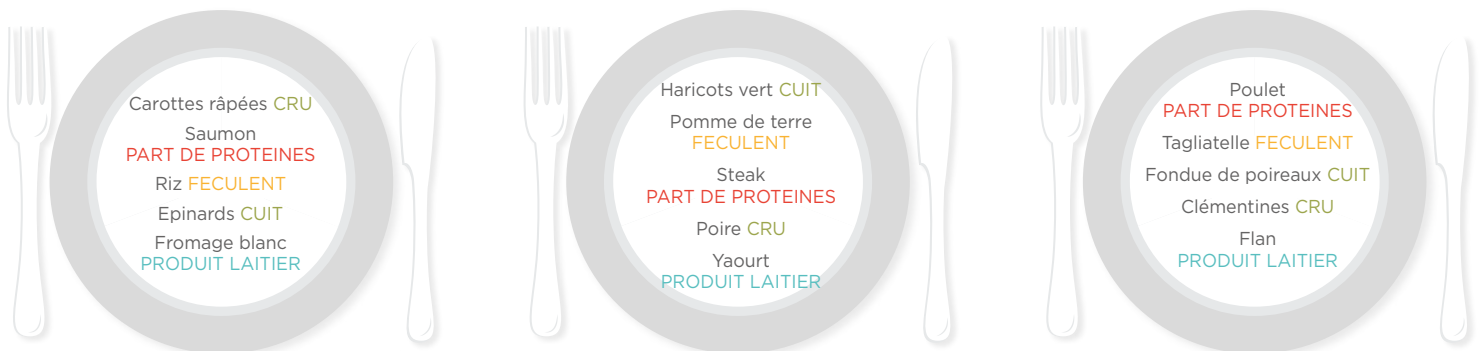 Carottes râpées CRU
Saumon
PART DE PROTEINES
Riz FECULENT
Epinards CUIT
Fromage blanc
PRODUIT LAITIER
Haricots vert CUIT
Pomme de terre
FECULENT
Steak
PART DE PROTEINES
Poire CRU
Yaourt
PRODUIT LAITIER
Poulet
PART DE PROTEINES
Tagliatelle FECULENT
Fondue de poireaux CUIT
Clémentines CRU
Flan
PRODUIT LAITIER